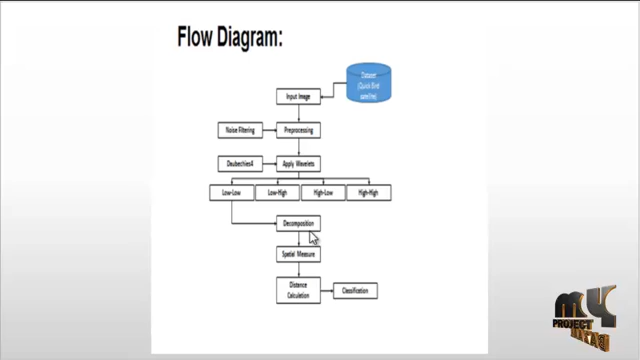 Flow Diagram:
Dataset
(Quick Bird
satellite)
Input Image
Noise Filtering
Preprocessing
Daubechies4
Apply Wavelets
Low-Low
Low-High
High-Low
High-High
Decomposition
Spatial Measure
Distance
Calculation
Classification
PROJECT